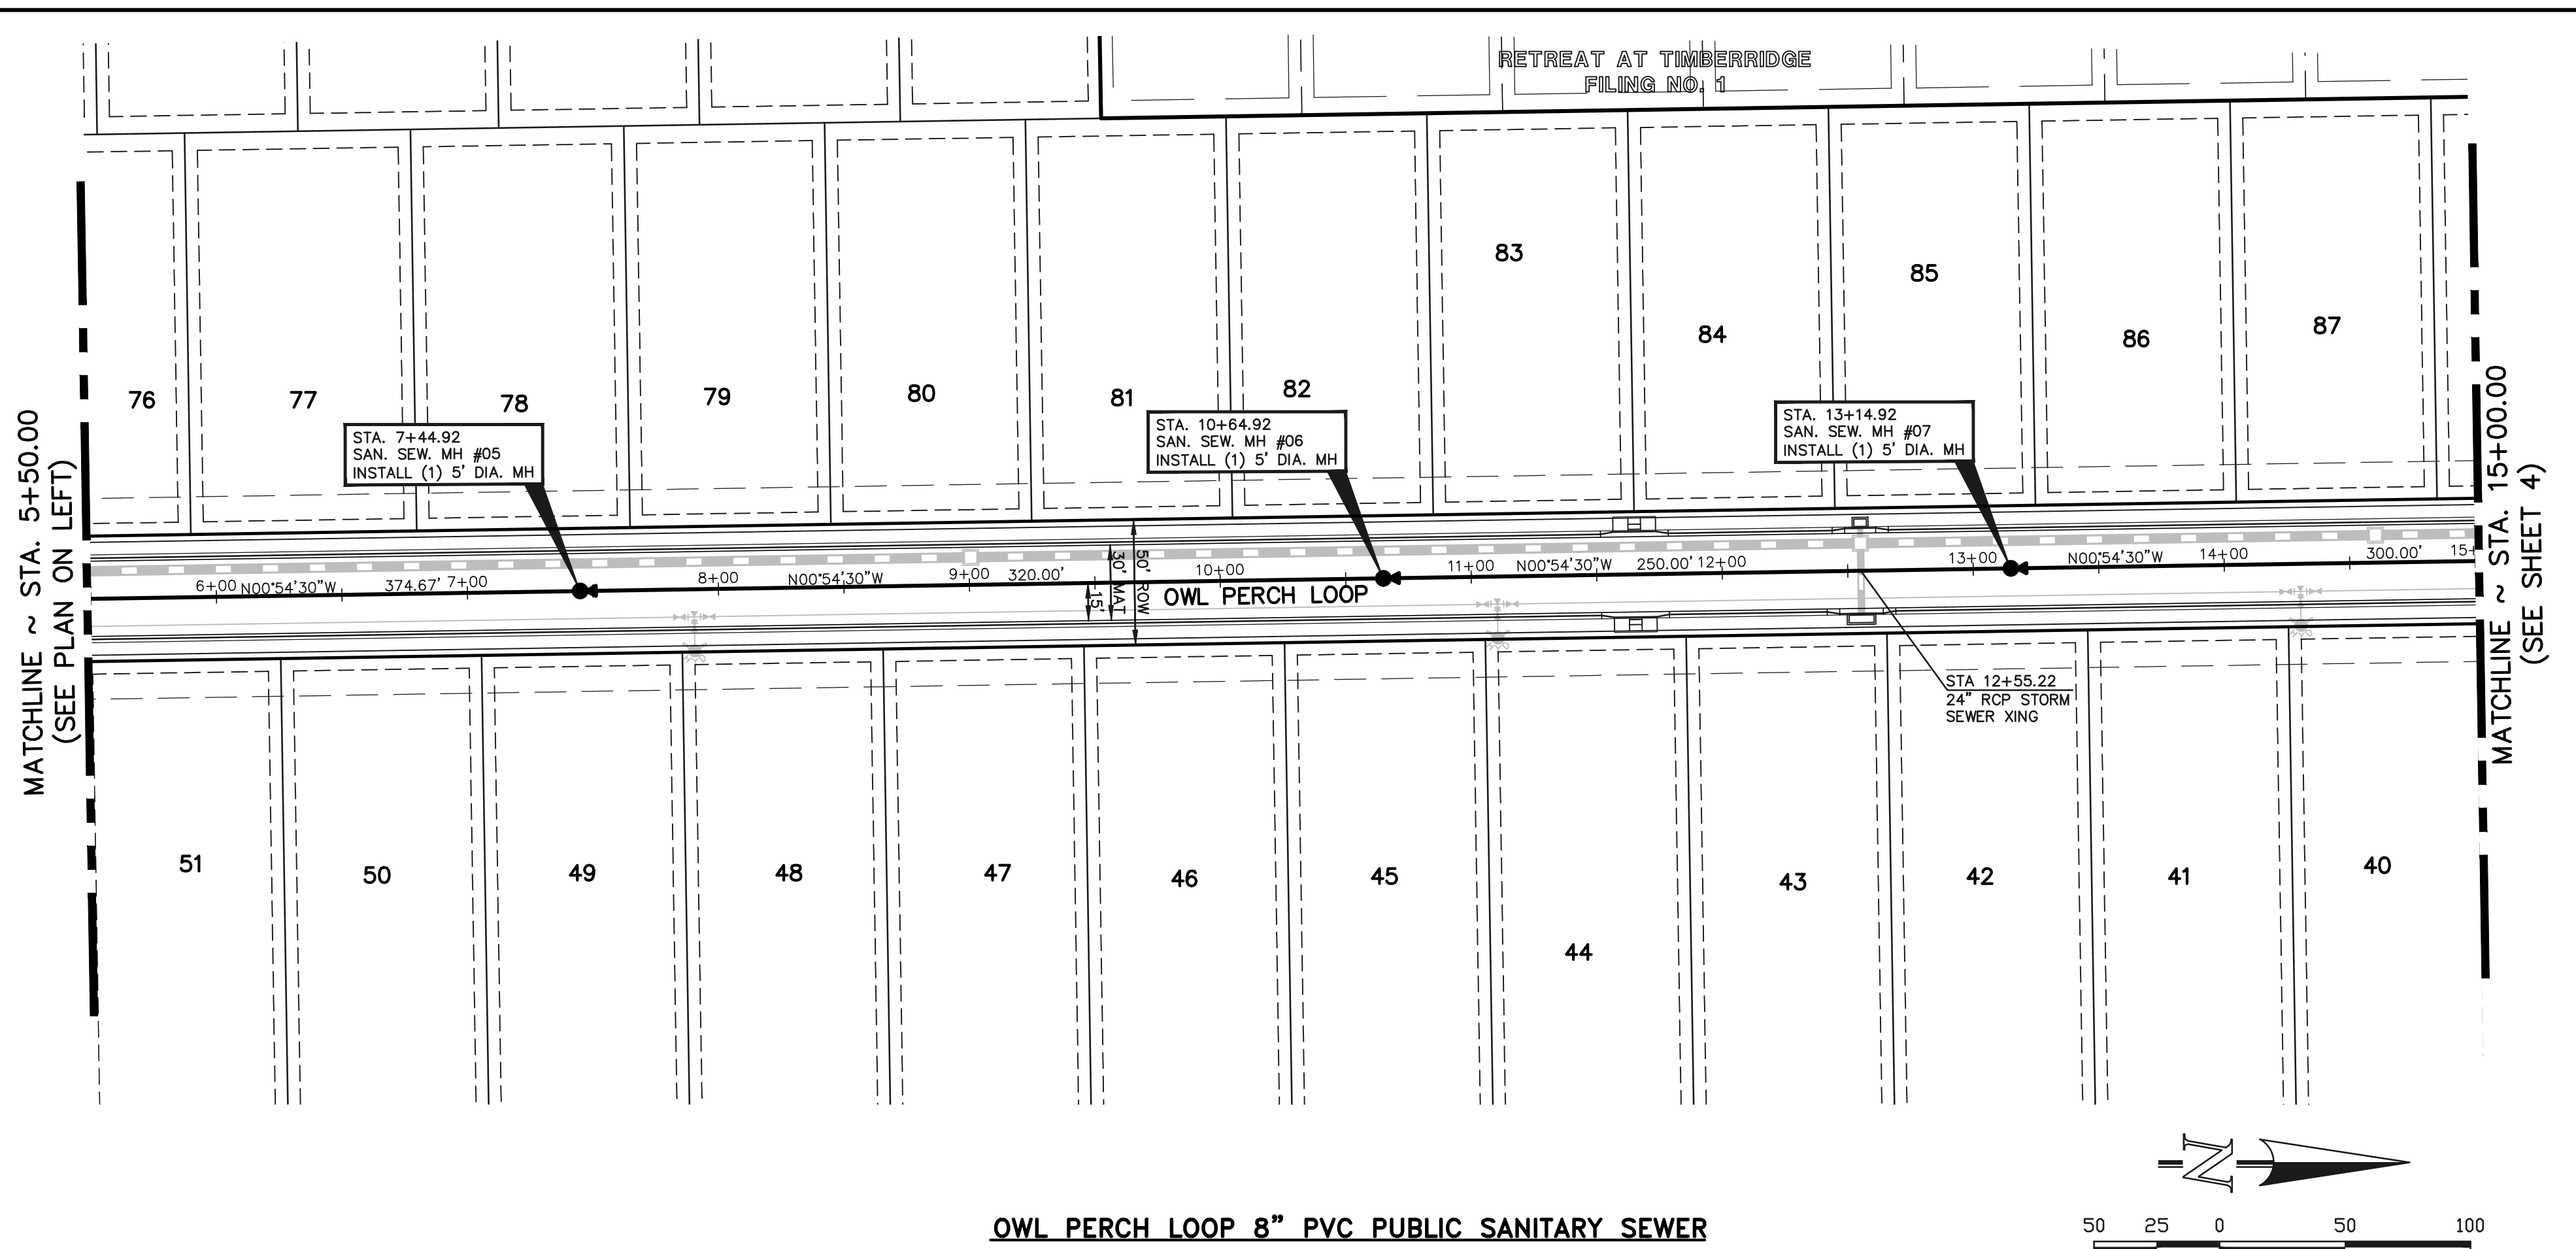 RETREAT AT TIMBERRIDGE
FILING NO. 1
83
85
87
84
86
76
77
78
79
80
81
82
STA. 7+44.92
SAN. SEW. MH #05
INSTALL (1) 5' DIA. MH
STA. 10+64.92
SAN. SEW. MH #06
INSTALL (1) 5' DIA. MH
STA. 13+14.92
SAN. SEW. MH #07
INSTALL (1) 5' DIA. MH
MATCHLINE ~ STA. 5+50.00
(SEE PLAN ON LEFT)
MATCHLINE ~ STA. 15+00.00
(SEE SHEET 4)
6+00 N00°54'30"W 374.67' 7+00 8+00 N00°54'30"W 9+00 320.00' 10+00 11+00 N00°54'30"W 250.00' 12+00 13+00 N00°54'30"W 14+00 300.00' 15+
15'
30' MAT
50' ROW
OWL PERCH LOOP
STA 12+55.22
24" RCP STORM
SEWER XING
51
50
49
48
47
46
45
44
43
42
41
40
N
OWL PERCH LOOP 8" PVC PUBLIC SANITARY SEWER
50 25 0 50 100